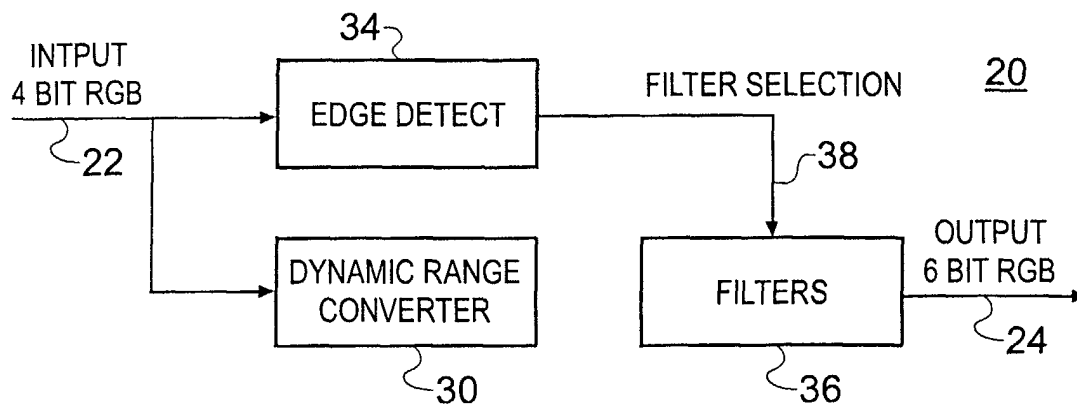 34
INTPUT
4 BIT RGB
22
EDGE DETECT
FILTER SELECTION
20
38
DYNAMIC RANGE
CONVERTER
30
FILTERS
36
OUTPUT
6 BIT RGB
24